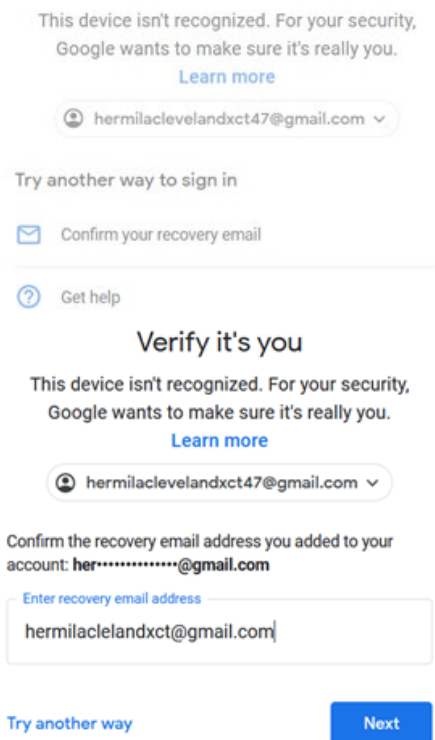 This device isn't recognized. For your security,
Google wants to make sure it's really you.
Learn more
hermilaclevelandxct47@gmail.com
Try another way to sign in
Confirm your recovery email
Get help
Verify it's you
This device isn't recognized. For your security,
Google wants to make sure it's really you.
Learn more
hermilaclevelandxct47@gmail.com
Confirm the recovery email address you added to your
account: her••••••••••••••@gmail.com
Enter recovery email address
hermilaclelandxct@gmail.com
Try another way
Next